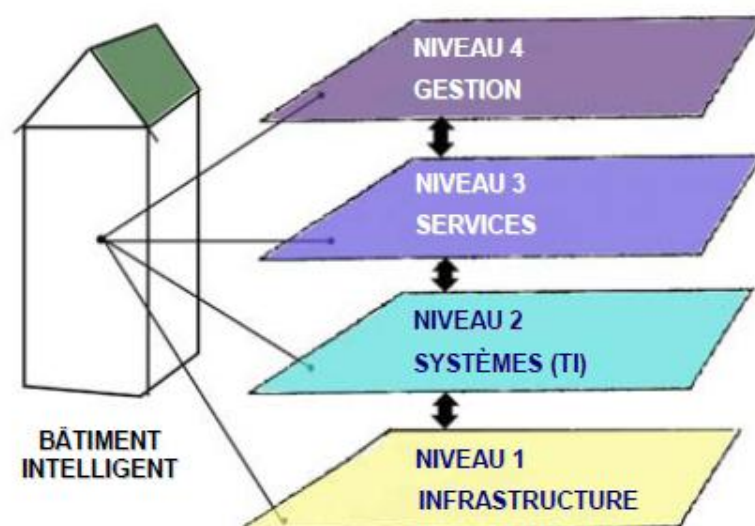 NIVEAU 4
GESTION
NIVEAU 3
SERVICES
NIVEAU 2
SYSTÈMES (TI)
BÂTIMENT
INTELLIGENT
NIVEAU 1
INFRASTRUCTURE